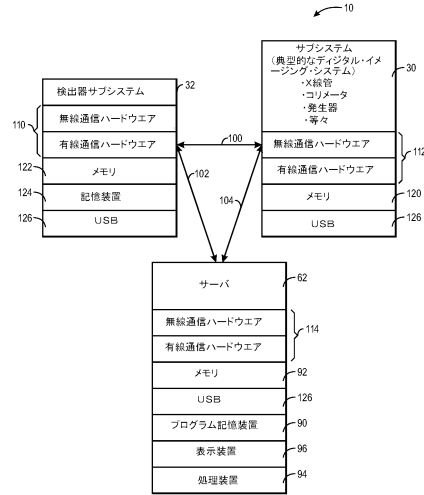 10
検出器サブシステム
32
無線通信ハードウエア
110
有線通信ハードウエア
メモリ
122
記憶装置
124
USB
126
サブシステム
(典型的なディジタル・イメ
ージング・システム)
・X線管
・コリメータ
・発生器
・等々
30
無線通信ハードウエア
112
有線通信ハードウエア
メモリ
120
USB
126
100
102
104
サーバ
62
無線通信ハードウエア
114
有線通信ハードウエア
メモリ
92
USB
126
プログラム記憶装置
90
表示装置
96
処理装置
94